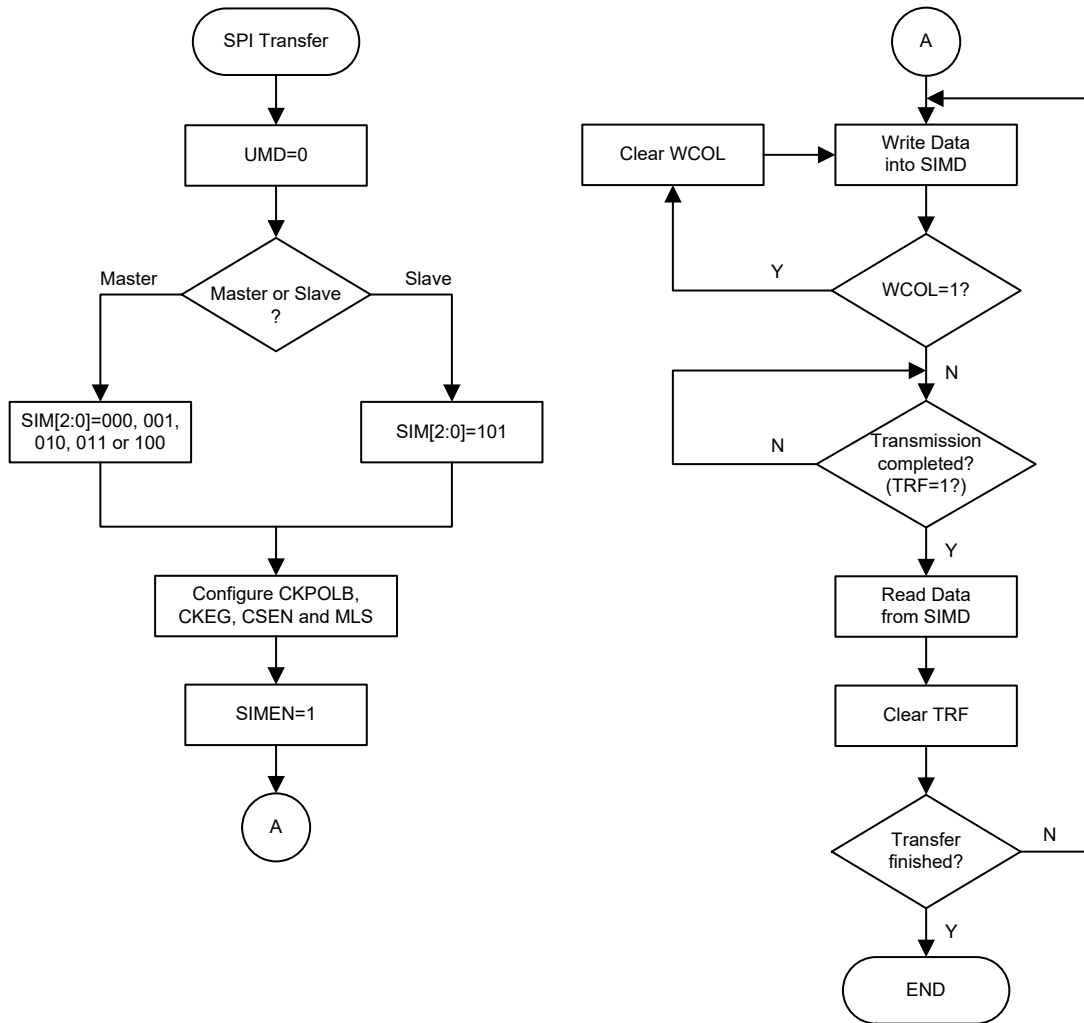 SPI Transfer
UMD=0
Master or Slave
?
Master
Slave
SIM[2:0]=000, 001,
010, 011 or 100
SIM[2:0]=101
Configure CKPOLB,
CKEG, CSEN and MLS
SIMEN=1
A
A
Write Data
into SIMD
Clear WCOL
WCOL=1?
Y
N
Transmission
completed?
(TRF=1?)
N
Y
Read Data
from SIMD
Clear TRF
Transfer
finished?
N
Y
END